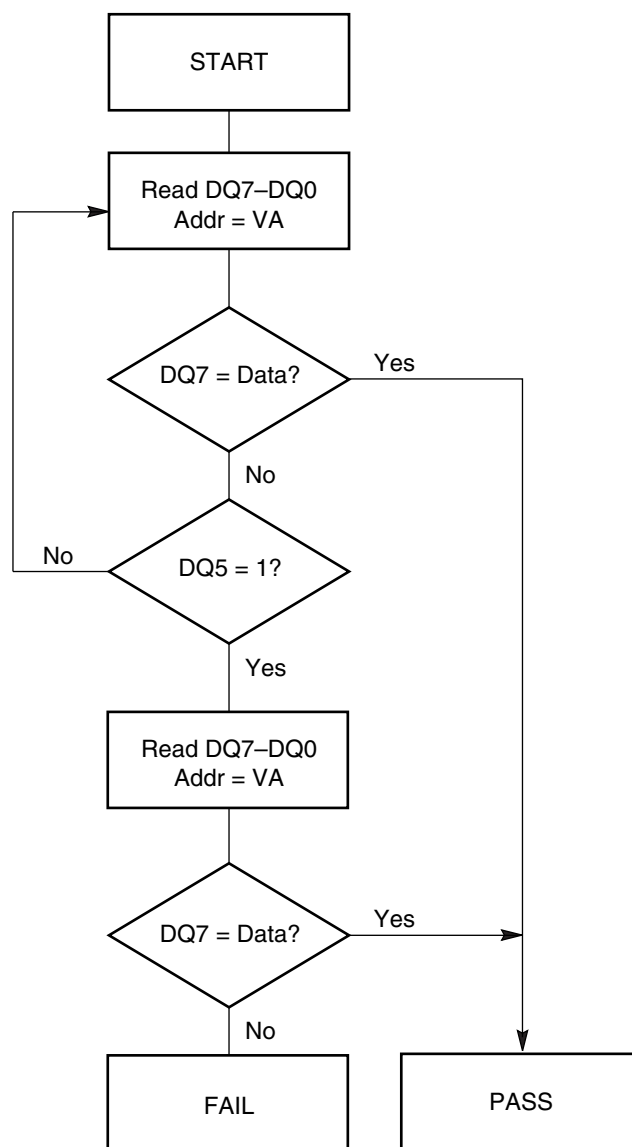 START
Read DQ7–DQ0
Addr = VA
DQ7 = Data?
Yes
No
DQ5 = 1?
No
Yes
Read DQ7–DQ0
Addr = VA
DQ7 = Data?
Yes
No
FAIL
PASS